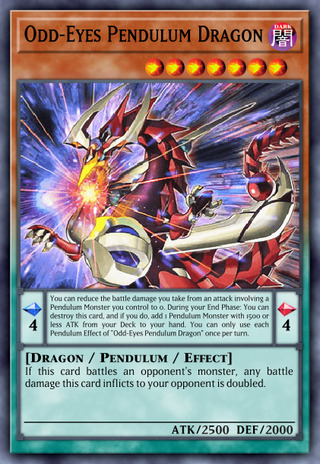 Odd-Eyes Pendulum Dragon
DARK
闇
You can reduce the battle damage you take from an attack involving a
Pendulum Monster you control to 0. During your End Phase: You can
destroy this card, and if you do, add 1 Pendulum Monster with 1500 or
less ATK from your Deck to your hand. You can only use each
Pendulum Effect of "Odd-Eyes Pendulum Dragon" once per turn.
4
4
[Dragon / Pendulum / Effect]
If this card battles an opponent's monster, any battle
damage this card inflicts to your opponent is doubled.
ATK/2500 DEF/2000